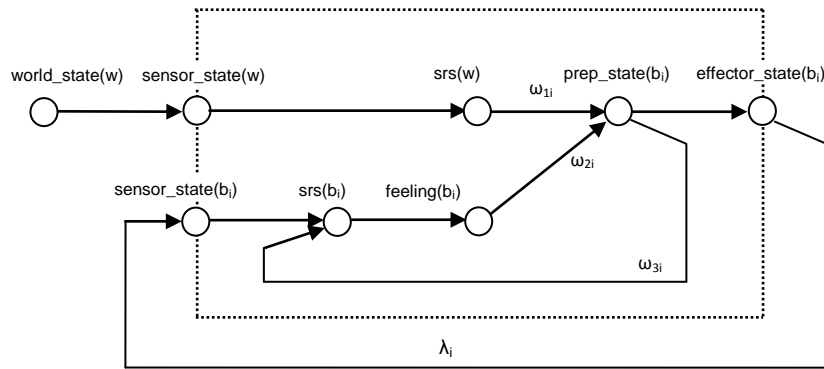 world_state(w) sensor_state(w) srs(w) ω1i prep_state(bi) effector_state(bi)
sensor_state(bi) srs(bi) feeling(bi) ω2i
ω3i
λi